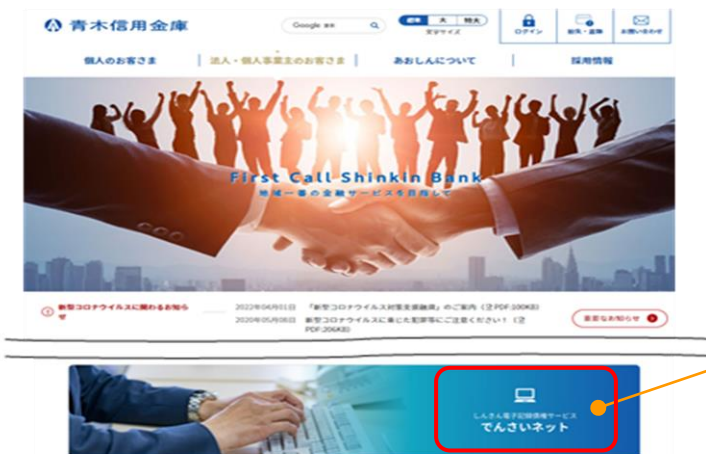 青木信用金庫
Google 検索
標準 大 特大
文字サイズ
ログイン
紛失・盗難
お問い合わせ
個人のお客さま
法人・個人事業主のお客さま
あおしんについて
採用情報
First Call Shinkin Bank
地域一番の金融サービスを目指して
新型コロナウイルスに関わるお知ら
せ
2022年04月01日 「新型コロナウイルス対策支援融資」のご案内 (PDF:100KB)
2020年05月08日 新型コロナウイルスに乗じた犯罪等にご注意ください! (
PDF:206KB)
重要なお知らせ
しんきん電子記録債権サービス
でんさいネット